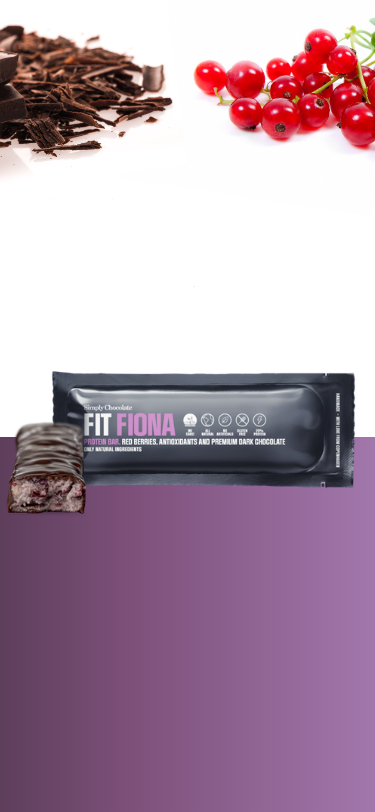 Simply Chocolate
FIT FIONA
PROTEIN BAR, RED BERRIES, ANTIOXIDANTS AND PREMIUM DARK CHOCOLATE
ONLY NATURAL INGREDIENTS